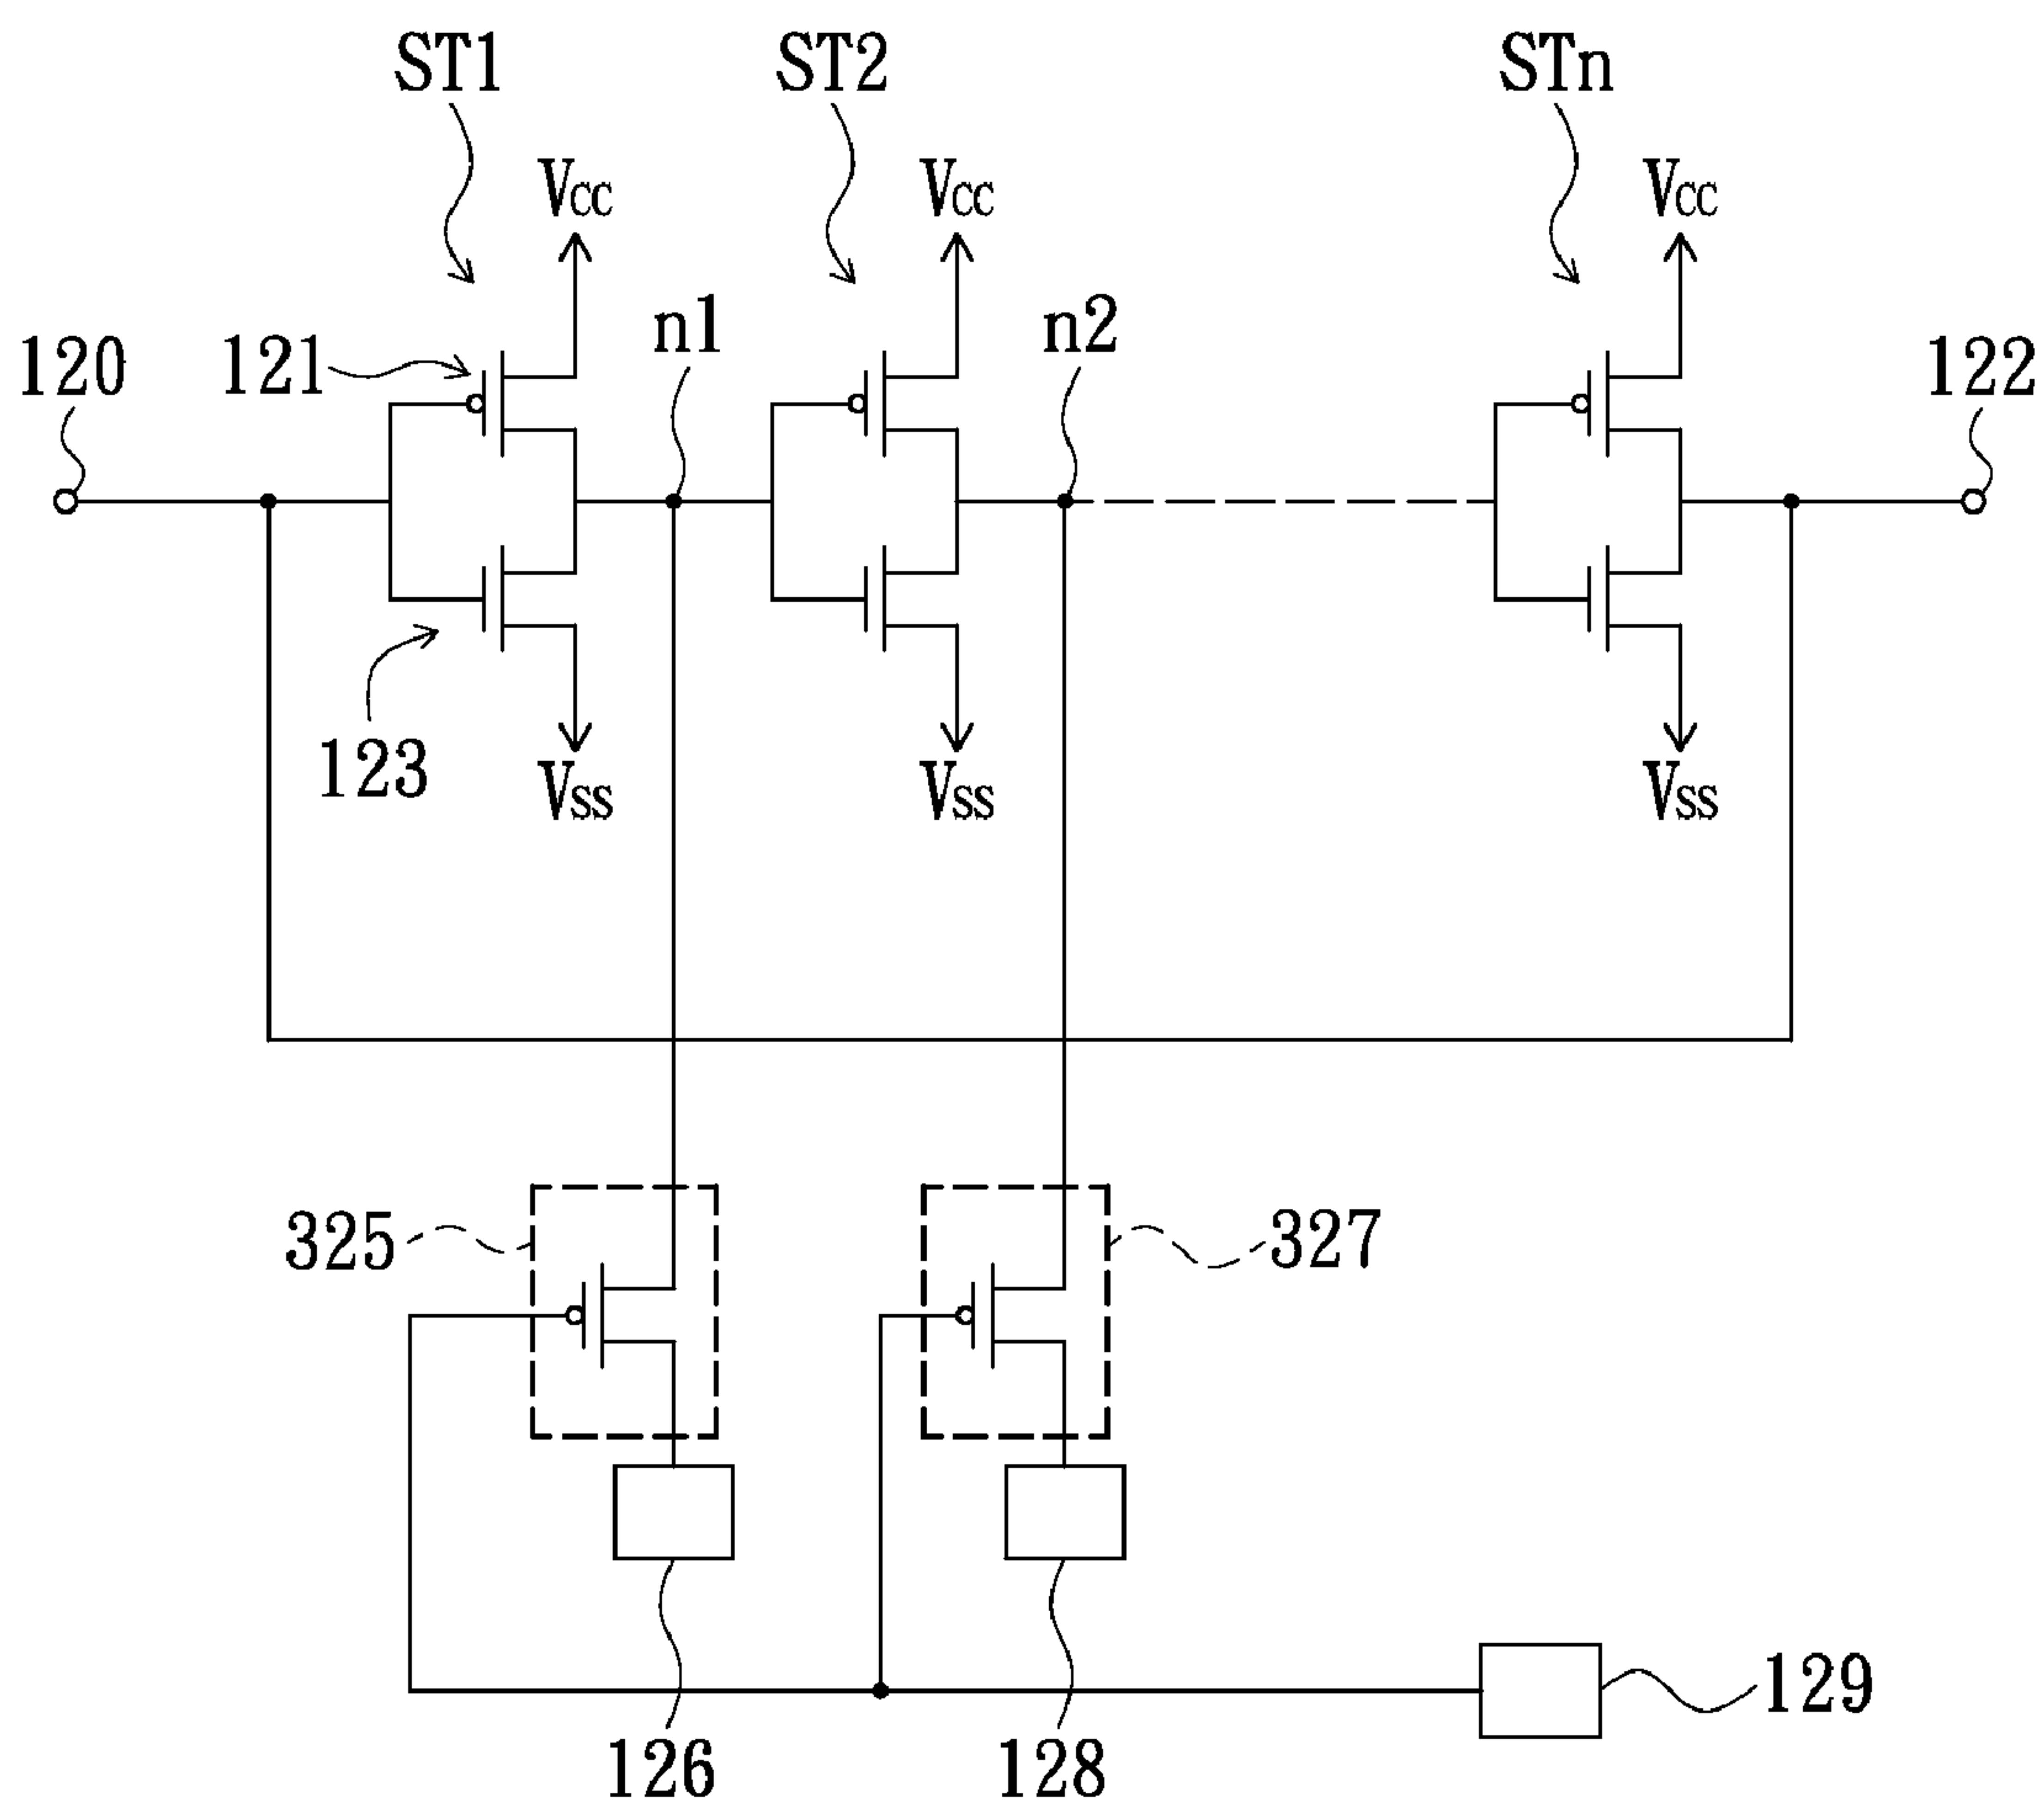 ST1 ST2 STn
VCC VCC VCC
n1 n2
120 121 122
123
VSS VSS VSS
325 327
129
126 128